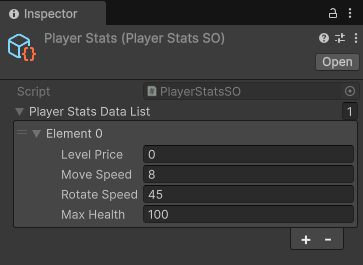 Inspector
Player Stats (Player Stats SO)
Open
Script PlayerStatsSO
Player Stats Data List 1
Element 0
Level Price 0
Move Speed 8
Rotate Speed 45
Max Health 100
+ -